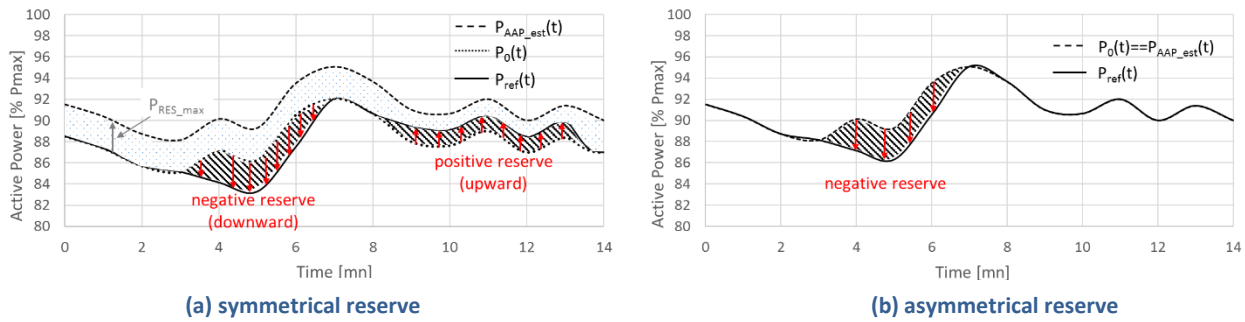 100
98
96
94
92
90
88
86
84
82
80
Active Power [% Pmax]
P_AAP_est(t)
P_0(t)
P_ref(t)
P_RES_max
negative reserve
(downward)
positive reserve
(upward)
0 2 4 6 8 10 12 14
Time [mn]
(a) symmetrical reserve
100
98
96
94
92
90
88
86
84
82
80
Active Power [% Pmax]
P_0(t)==P_AAP_est(t)
P_ref(t)
negative reserve
0 2 4 6 8 10 12 14
Time [mn]
(b) asymmetrical reserve